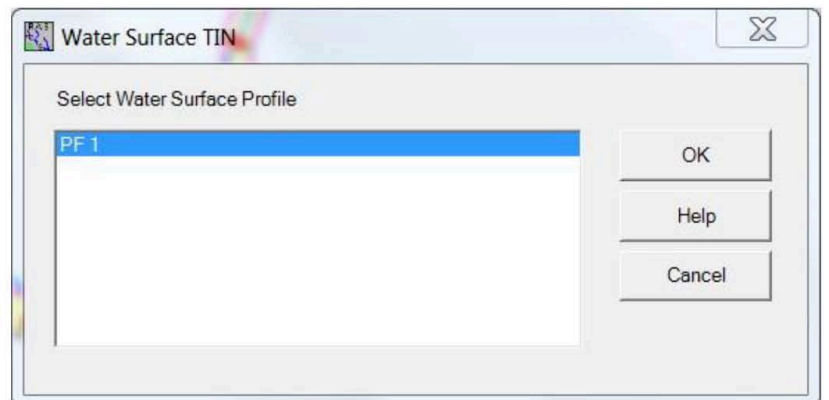 Water Surface TIN
Select Water Surface Profile
PF 1
OK
Help
Cancel